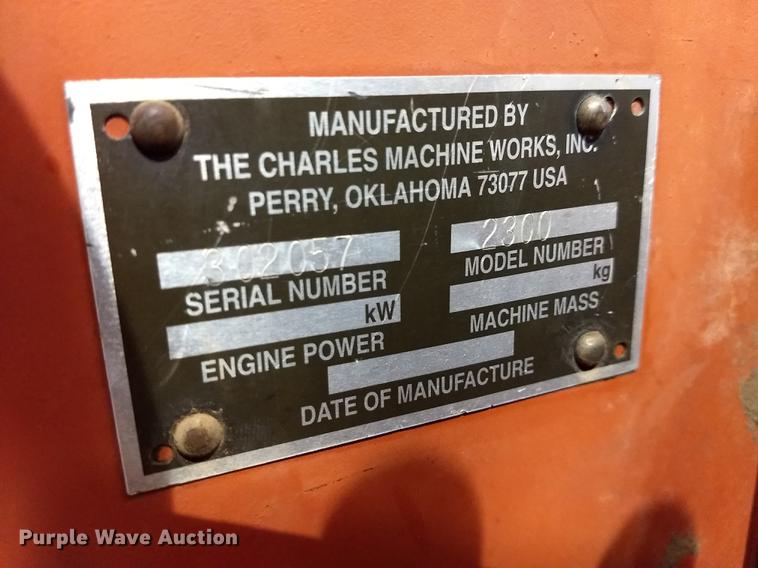 MANUFACTURED BY
THE CHARLES MACHINE WORKS, INC.
PERRY, OKLAHOMA 73077 USA
302057
2300
SERIAL NUMBER
MODEL NUMBER
kW
kg
ENGINE POWER
MACHINE MASS
DATE OF MANUFACTURE
Purple Wave Auction